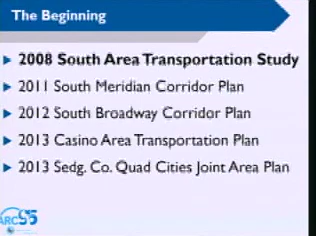 The Beginning
2008 South Area Transportation Study
2011 South Meridian Corridor Plan
2012 South Broadway Corridor Plan
2013 Casino Area Transportation Plan
2013 Sedg. Co. Quad Cities Joint Area Plan
ARC95